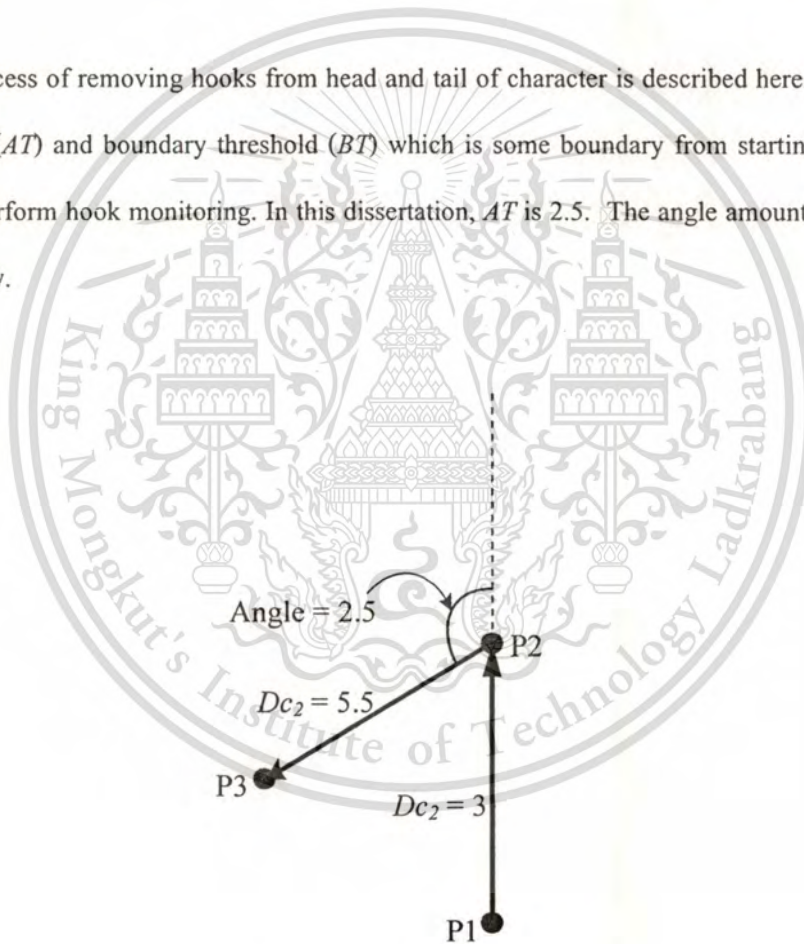 cess of removing hooks from head and tail of character is described here
(AT) and boundary threshold (BT) which is some boundary from startin
rform hook monitoring. In this dissertation, AT is 2.5. The angle amount
y.
Angle = 2.5
P2
Dc₂ = 5.5
P3
Dc₂ = 3
P1
King Mongkut's Institute of Technology Ladkrabang